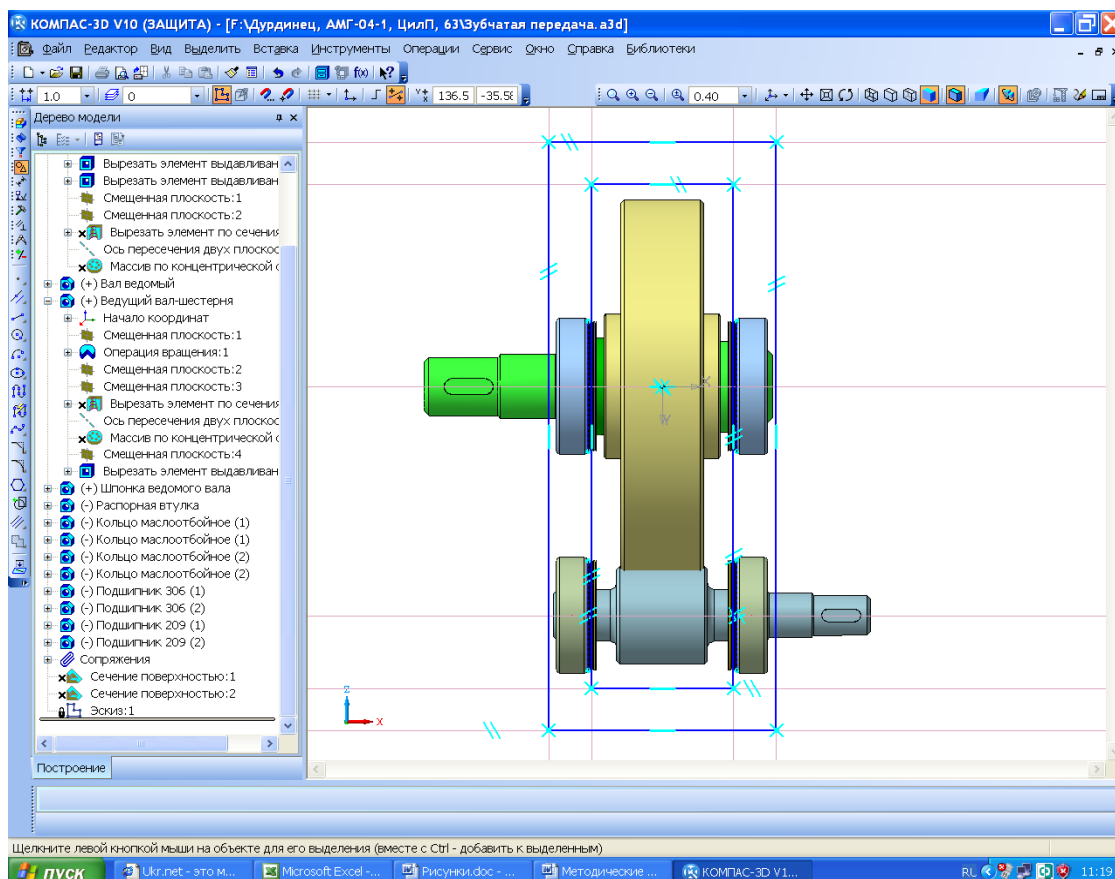 КОМПАС-3D V10 (ЗАЩИТА) - [F:\Дурдинец, АМГ-04-1, ЦилП, 63\Зубчатая передача.a3d]
Файл Редактор Вид Выделить Вставка Инструменты Операции Сервис Окно Справка Библиотеки
1.0 0 136.5 -35.58 0.40
Дерево модели
Вырезать элемент выдавливан
Вырезать элемент выдавливан
Смещенная плоскость:1
Смещенная плоскость:2
Вырезать элемент по сечения
Ось пересечения двух плоскос
Массив по концентрической с
(+) Вал ведомый
(+) Ведущий вал-шестерня
Начало координат
Смещенная плоскость:1
Операция вращения:1
Смещенная плоскость:2
Смещенная плоскость:3
Вырезать элемент по сечения
Ось пересечения двух плоскос
Массив по концентрической с
Смещенная плоскость:4
Вырезать элемент выдавливан
(+) Шпонка ведомого вала
(-) Распорная втулка
(-) Кольцо маслоотбойное (1)
(-) Кольцо маслоотбойное (1)
(-) Кольцо маслоотбойное (2)
(-) Кольцо маслоотбойное (2)
(-) Подшипник 306 (1)
(-) Подшипник 306 (2)
(-) Подшипник 209 (1)
(-) Подшипник 209 (2)
Сопряжения
Сечение поверхностью:1
Сечение поверхностью:2
Эскиз:1
X
Y
Z
X
Построение
Щелкните левой кнопкой мыши на объекте для его выделения (вместе с Ctrl - добавить к выделенным)
пуск Ukr.net - это м... Microsoft Excel -... Рисунки.doc - ... Методические ... КОМПАС-3D V1... RU 11:19